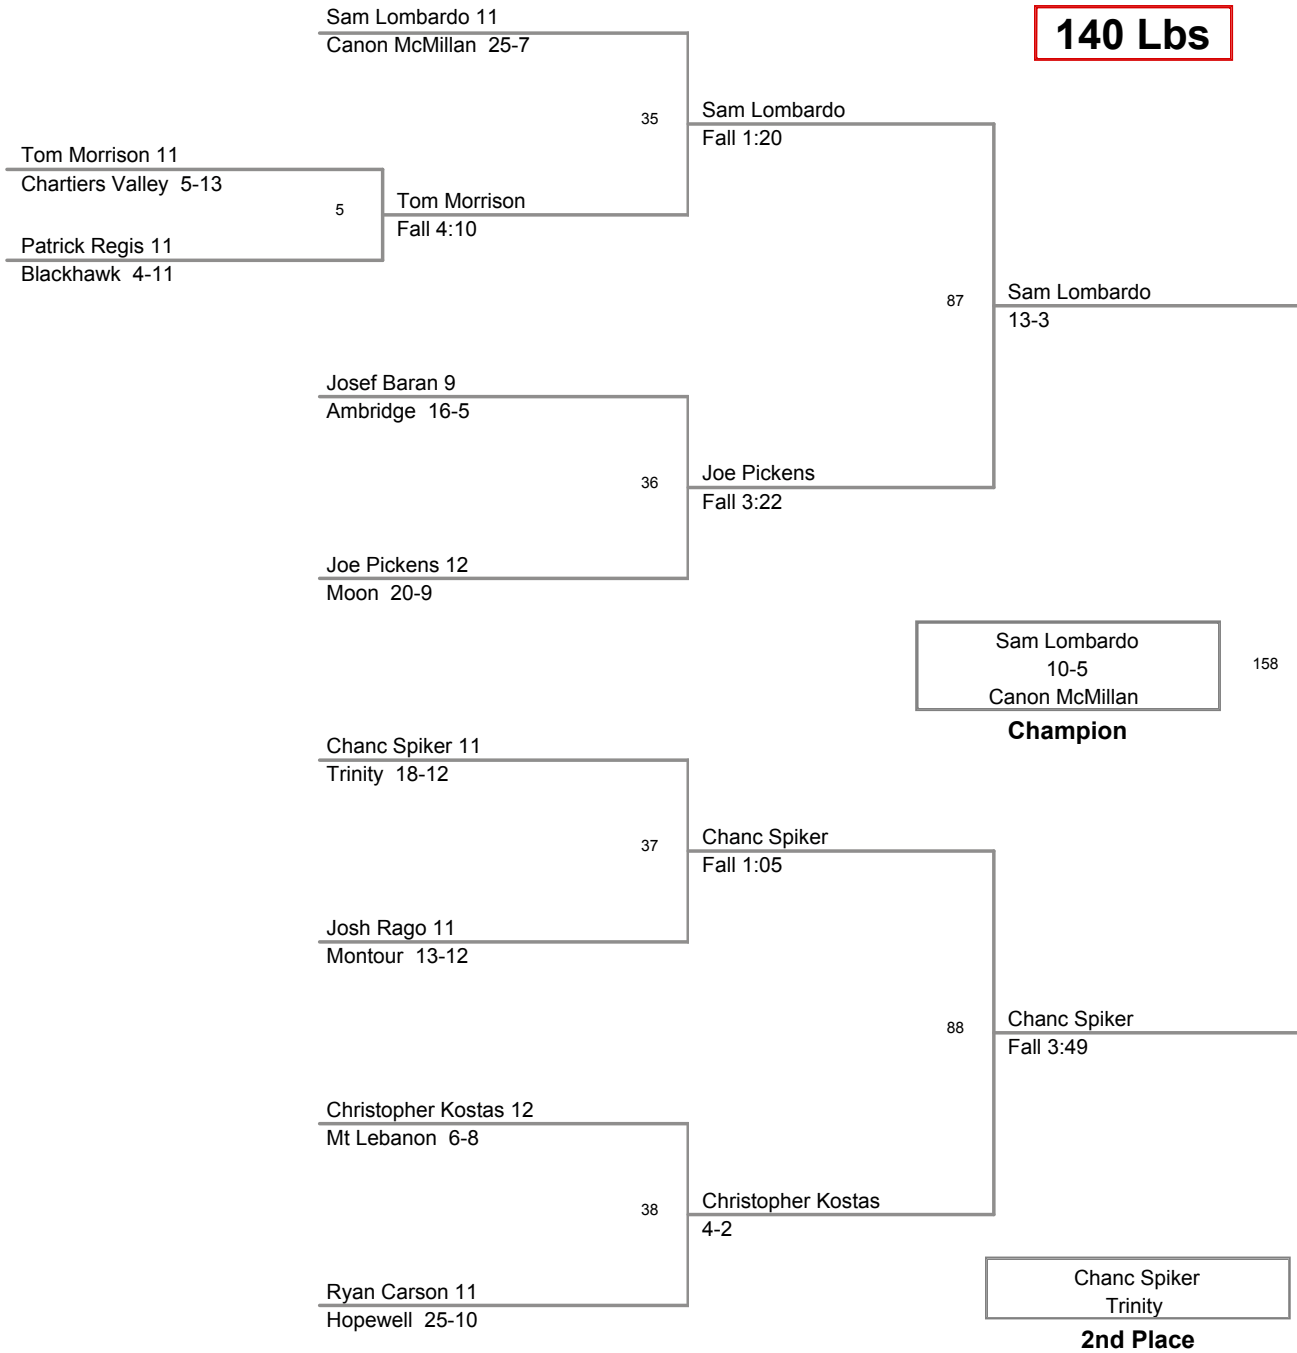 Sam Lombardo 11
Canon McMillan 25-7
140 Lbs
35
Sam Lombardo
Fall 1:20
Tom Morrison 11
Chartiers Valley 5-13
5
Tom Morrison
Fall 4:10
Patrick Regis 11
Blackhawk 4-11
87
Sam Lombardo
13-3
Josef Baran 9
Ambridge 16-5
36
Joe Pickens
Fall 3:22
Joe Pickens 12
Moon 20-9
Sam Lombardo
10-5
Canon McMillan
158
Champion
Chanc Spiker 11
Trinity 18-12
37
Chanc Spiker
Fall 1:05
Josh Rago 11
Montour 13-12
88
Chanc Spiker
Fall 3:49
Christopher Kostas 12
Mt Lebanon 6-8
38
Christopher Kostas
4-2
Ryan Carson 11
Hopewell 25-10
Chanc Spiker
Trinity
2nd Place